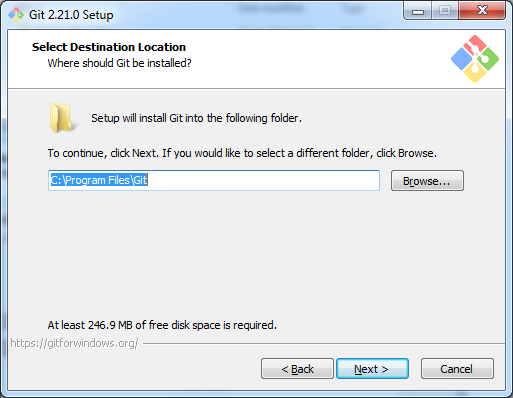 Git 2.21.0 Setup
Select Destination Location
Where should Git be installed?
Setup will install Git into the following folder.
To continue, click Next. If you would like to select a different folder, click Browse.
C:\Program Files\Git
Browse...
At least 246.9 MB of free disk space is required.
https://gitforwindows.org/
< Back
Next >
Cancel